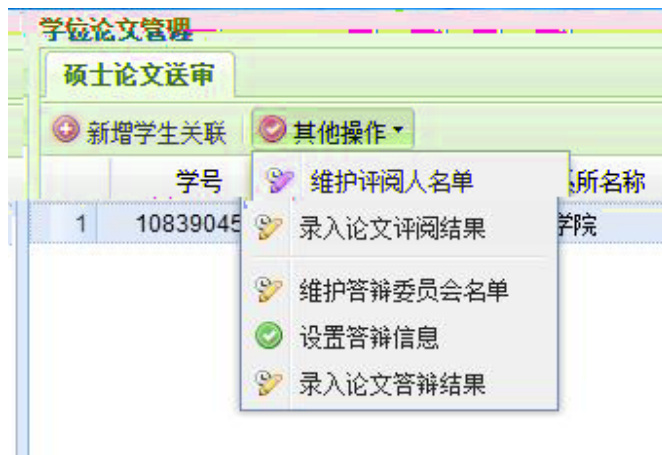 学位论文管理
硕士论文送审
新增学生关联 其他操作
学号 所名称
1 10839045 学院
维护评阅人名单
录入论文评阅结果
维护答辩委员会名单
设置答辩信息
录入论文答辩结果